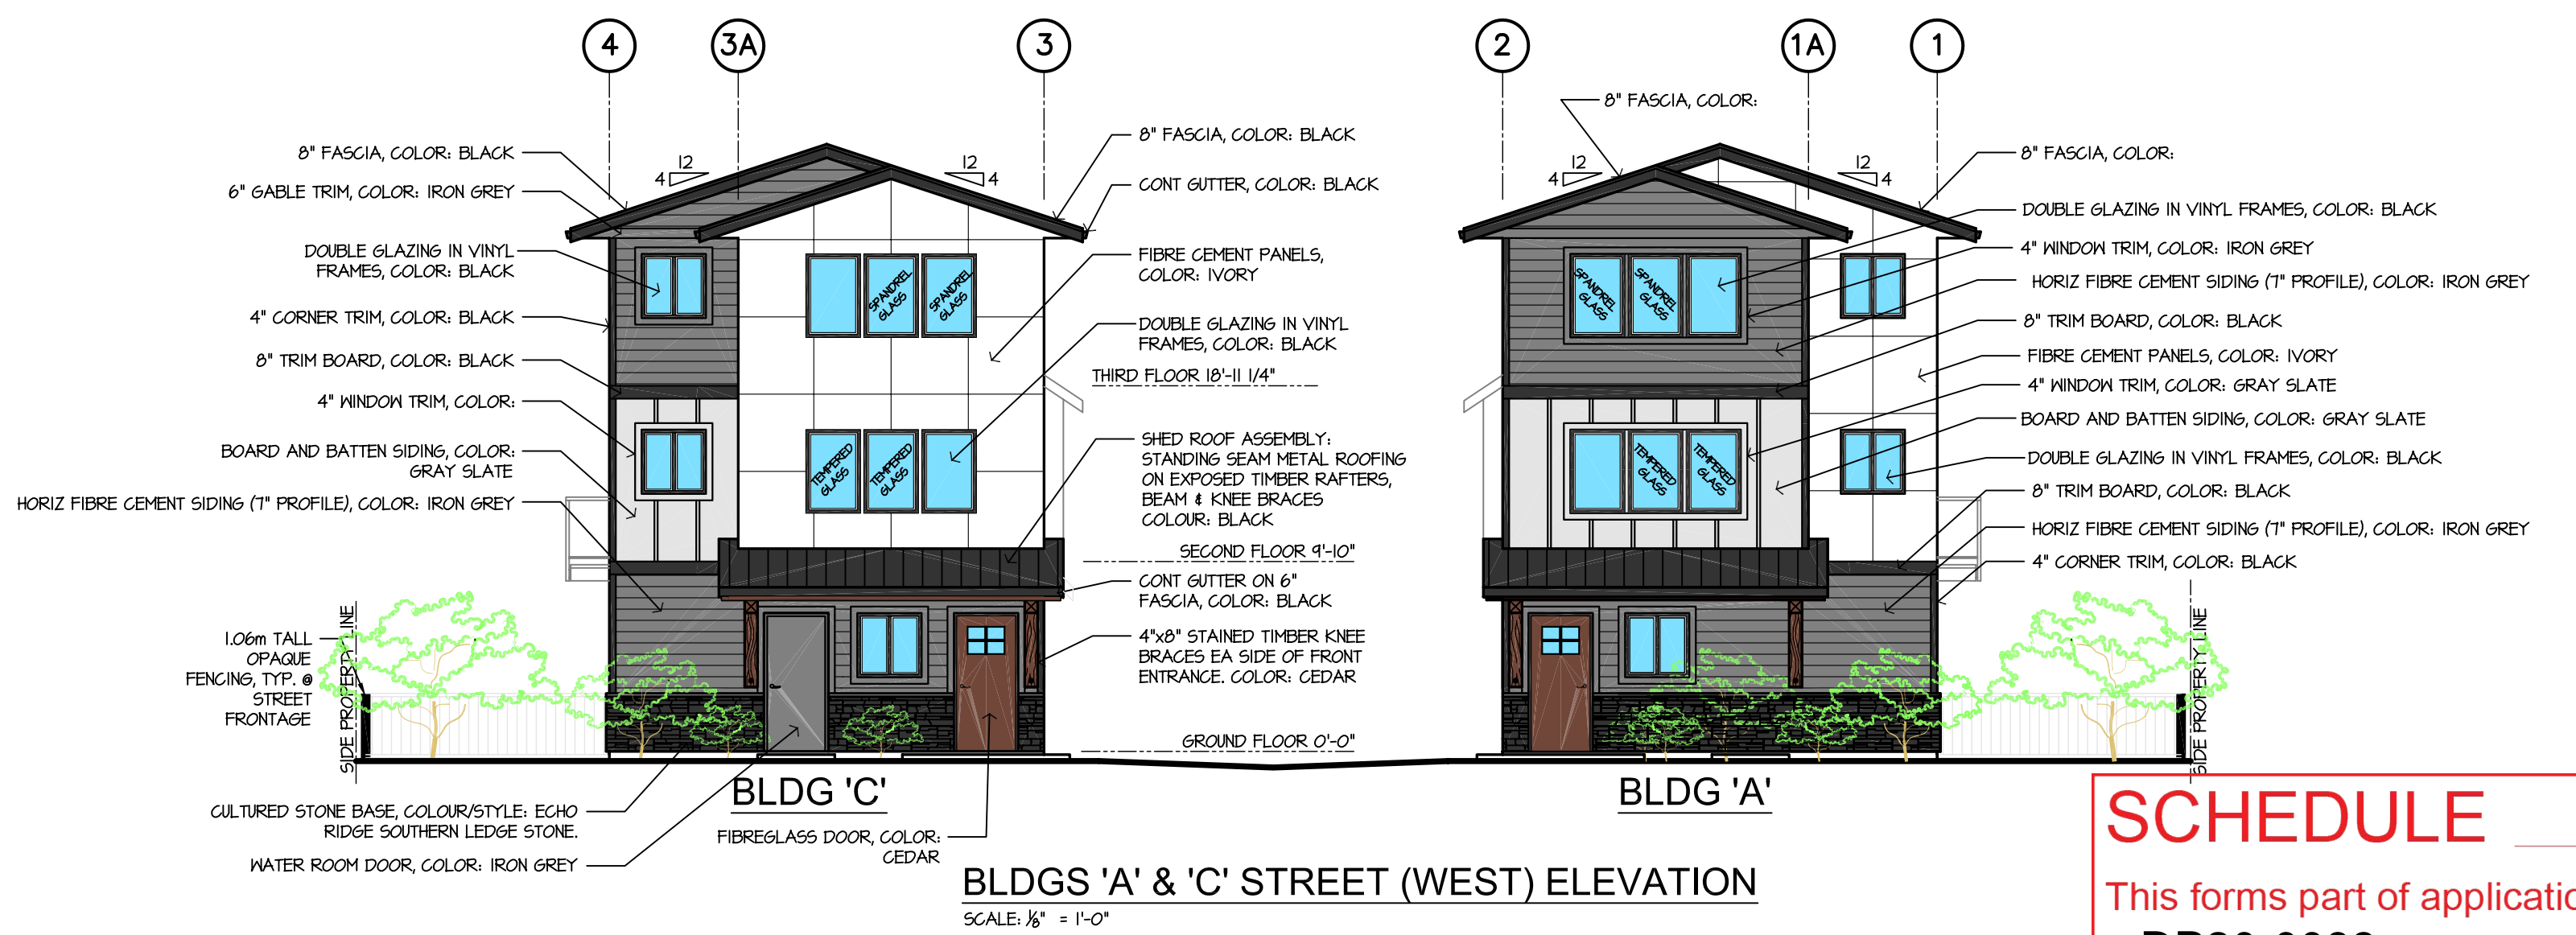 4
3A
3
2
1A
1
8" FASCIA, COLOR: BLACK
6" GABLE TRIM, COLOR: IRON GREY
DOUBLE GLAZING IN VINYL
FRAMES, COLOR: BLACK
4" CORNER TRIM, COLOR: BLACK
8" TRIM BOARD, COLOR: BLACK
4" WINDOW TRIM, COLOR:
BOARD AND BATTEN SIDING, COLOR:
GRAY SLATE
HORIZ FIBRE CEMENT SIDING (7" PROFILE), COLOR: IRON GREY
1.06m TALL
OPAQUE
FENCING, TYP. @
STREET
FRONTAGE
SIDE PROPERTY LINE
CULTURED STONE BASE, COLOUR/STYLE: ECHO
RIDGE SOUTHERN LEDGE STONE.
WATER ROOM DOOR, COLOR: IRON GREY
12
4
12
4
SPANDREL
GLASS
SPANDREL
GLASS
TEMPERED
GLASS
TEMPERED
GLASS
BLDG 'C'
FIBREGLASS DOOR, COLOR:
CEDAR
8" FASCIA, COLOR: BLACK
CONT GUTTER, COLOR: BLACK
FIBRE CEMENT PANELS,
COLOR: IVORY
DOUBLE GLAZING IN VINYL
FRAMES, COLOR: BLACK
THIRD FLOOR 18'-11 1/4"
SHED ROOF ASSEMBLY:
STANDING SEAM METAL ROOFING
ON EXPOSED TIMBER RAFTERS,
BEAM & KNEE BRACES
COLOUR: BLACK
SECOND FLOOR 9'-10"
CONT GUTTER ON 6"
FASCIA, COLOR: BLACK
4"x8" STAINED TIMBER KNEE
BRACES EA SIDE OF FRONT
ENTRANCE. COLOR: CEDAR
GROUND FLOOR 0'-0"
8" FASCIA, COLOR:
12
4
12
4
SPANDREL
GLASS
SPANDREL
GLASS
TEMPERED
GLASS
TEMPERED
GLASS
BLDG 'A'
8" FASCIA, COLOR:
DOUBLE GLAZING IN VINYL FRAMES, COLOR: BLACK
4" WINDOW TRIM, COLOR: IRON GREY
HORIZ FIBRE CEMENT SIDING (7" PROFILE), COLOR: IRON GREY
8" TRIM BOARD, COLOR: BLACK
FIBRE CEMENT PANELS, COLOR: IVORY
4" WINDOW TRIM, COLOR: GRAY SLATE
BOARD AND BATTEN SIDING, COLOR: GRAY SLATE
DOUBLE GLAZING IN VINYL FRAMES, COLOR: BLACK
8" TRIM BOARD, COLOR: BLACK
HORIZ FIBRE CEMENT SIDING (7" PROFILE), COLOR: IRON GREY
4" CORNER TRIM, COLOR: BLACK
SIDE PROPERTY LINE
BLDGS 'A' & 'C' STREET (WEST) ELEVATION
SCALE: 1/8" = 1'-0"
SCHEDULE
This forms part of applicatio